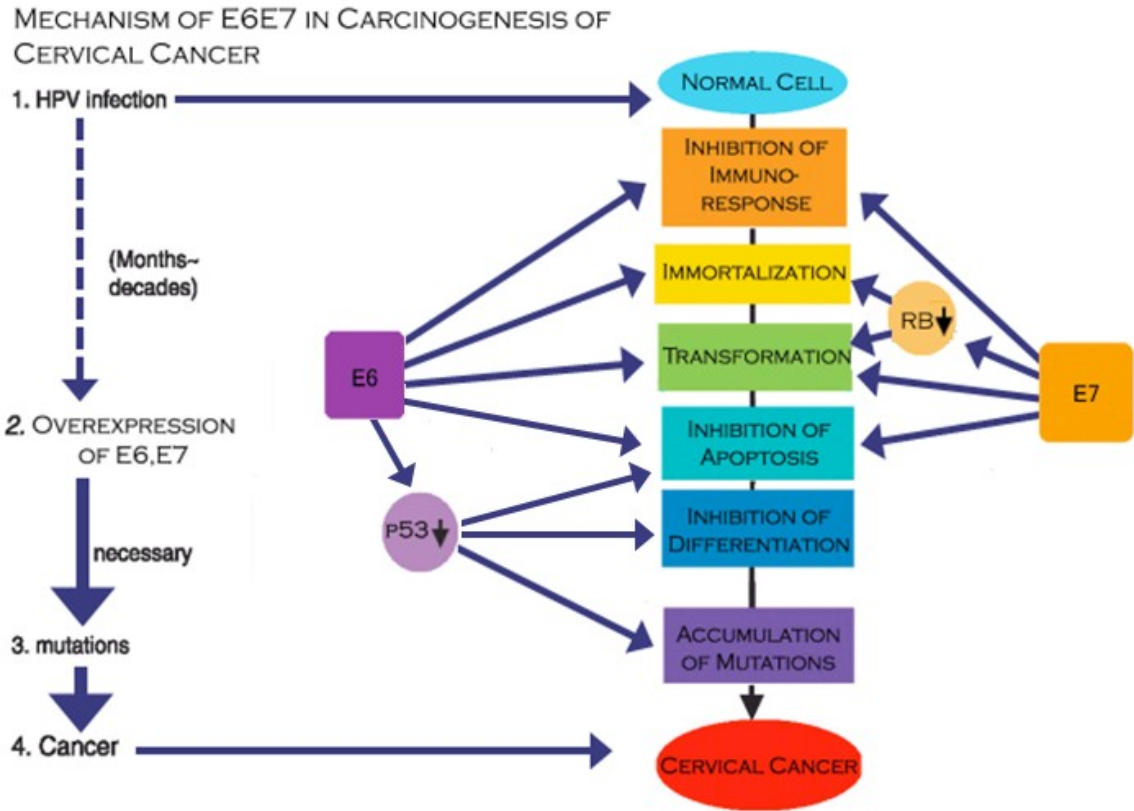 MECHANISM OF E6E7 IN CARCINOGENESIS OF
CERVICAL CANCER
1. HPV infection
(Months~
decades)
2. OVEREXPRESSION
OF E6,E7
necessary
3. mutations
4. Cancer
E6
P53
NORMAL CELL
INHIBITION OF
IMMUNO-
RESPONSE
IMMORTALIZATION
TRANSFORMATION
INHIBITION OF
APOPTOSIS
INHIBITION OF
DIFFERENTIATION
ACCUMULATION
OF MUTATIONS
CERVICAL CANCER
RB
E7